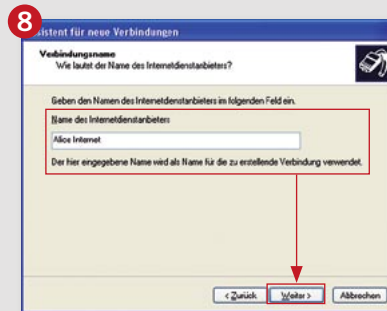 8
sistent für neue Verbindungen
Verbindungsname
Wie lautet der Name des Internetdienstanbieters?
Geben den Namen des Internetdienstanbieters im folgenden Feld ein.
Name des Internetdienstanbieters
Alice Internet
Der hier eingegebene Name wird als Name für die zu erstellende Verbindung verwendet.
< Zurück Weiter > Abbrechen